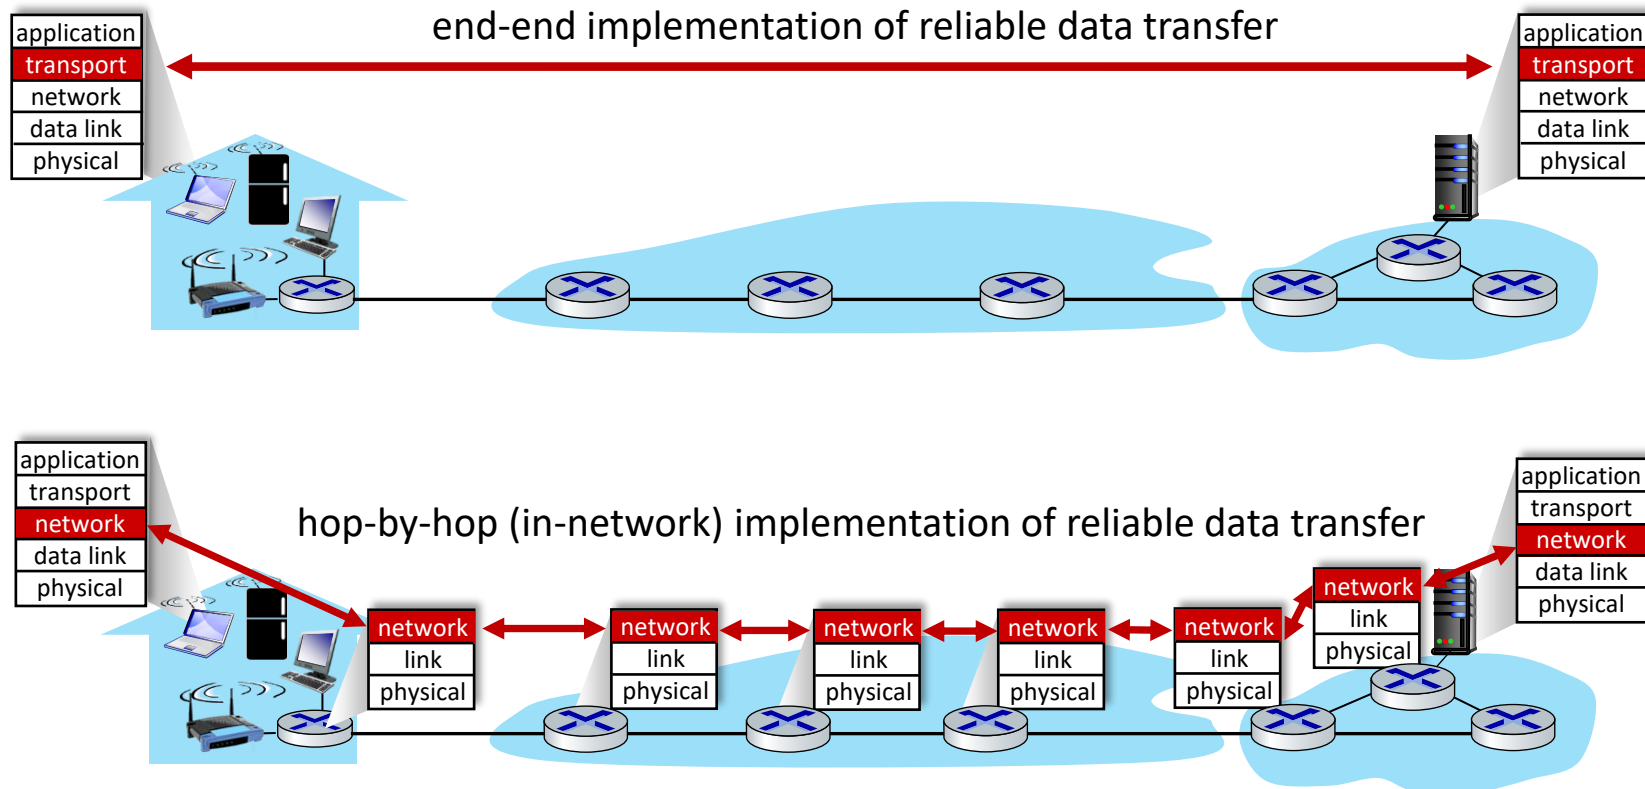 end-end implementation of reliable data transfer
application
transport
network
data link
physical
application
transport
network
data link
physical
hop-by-hop (in-network) implementation of reliable data transfer
application
transport
network
data link
physical
network
link
physical
network
link
physical
network
link
physical
network
link
physical
network
link
physical
network
link
physical
application
transport
network
data link
physical